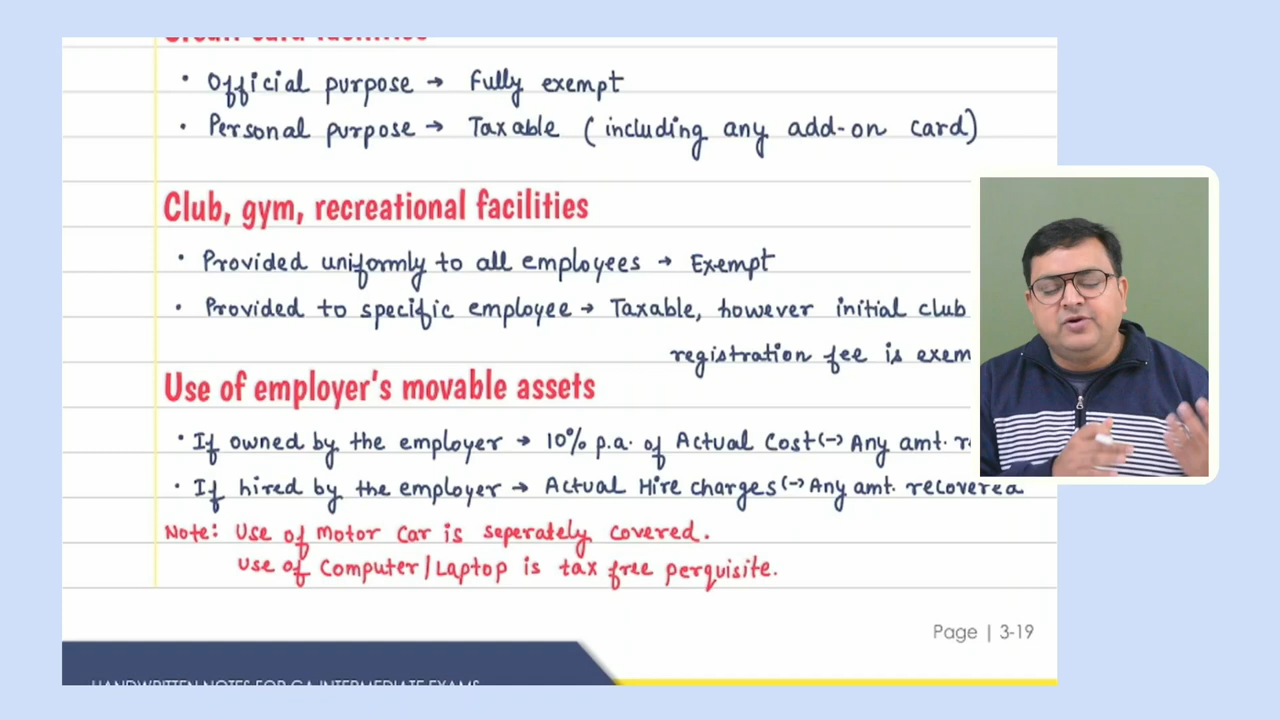 • Official purpose → Fully exempt
• Personal purpose → Taxable (including any add-on card)
Club, gym, recreational facilities
• Provided uniformly to all employees → Exempt
• Provided to specific employee → Taxable, however initial club
registration fee is exem
Use of employer's movable assets
• If owned by the employer → 10% p.a. of Actual Cost (-) Any amt. r
• If hired by the employer → Actual Hire charges (-) Any amt. recovered
Note: Use of Motor Car is seperately covered.
Use of Computer/Laptop is tax free perquisite.
Page | 3-19
HANDWRITTEN NOTES FOR CA INTERMEDIATE EXAMS